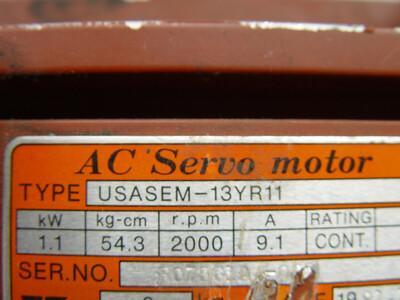 AC Servo motor
TYPE USASEM-13YR11
kW kg-cm r.p.m A RATING
1.1 54,3 2000 9.1 CONT.
SER.NO.